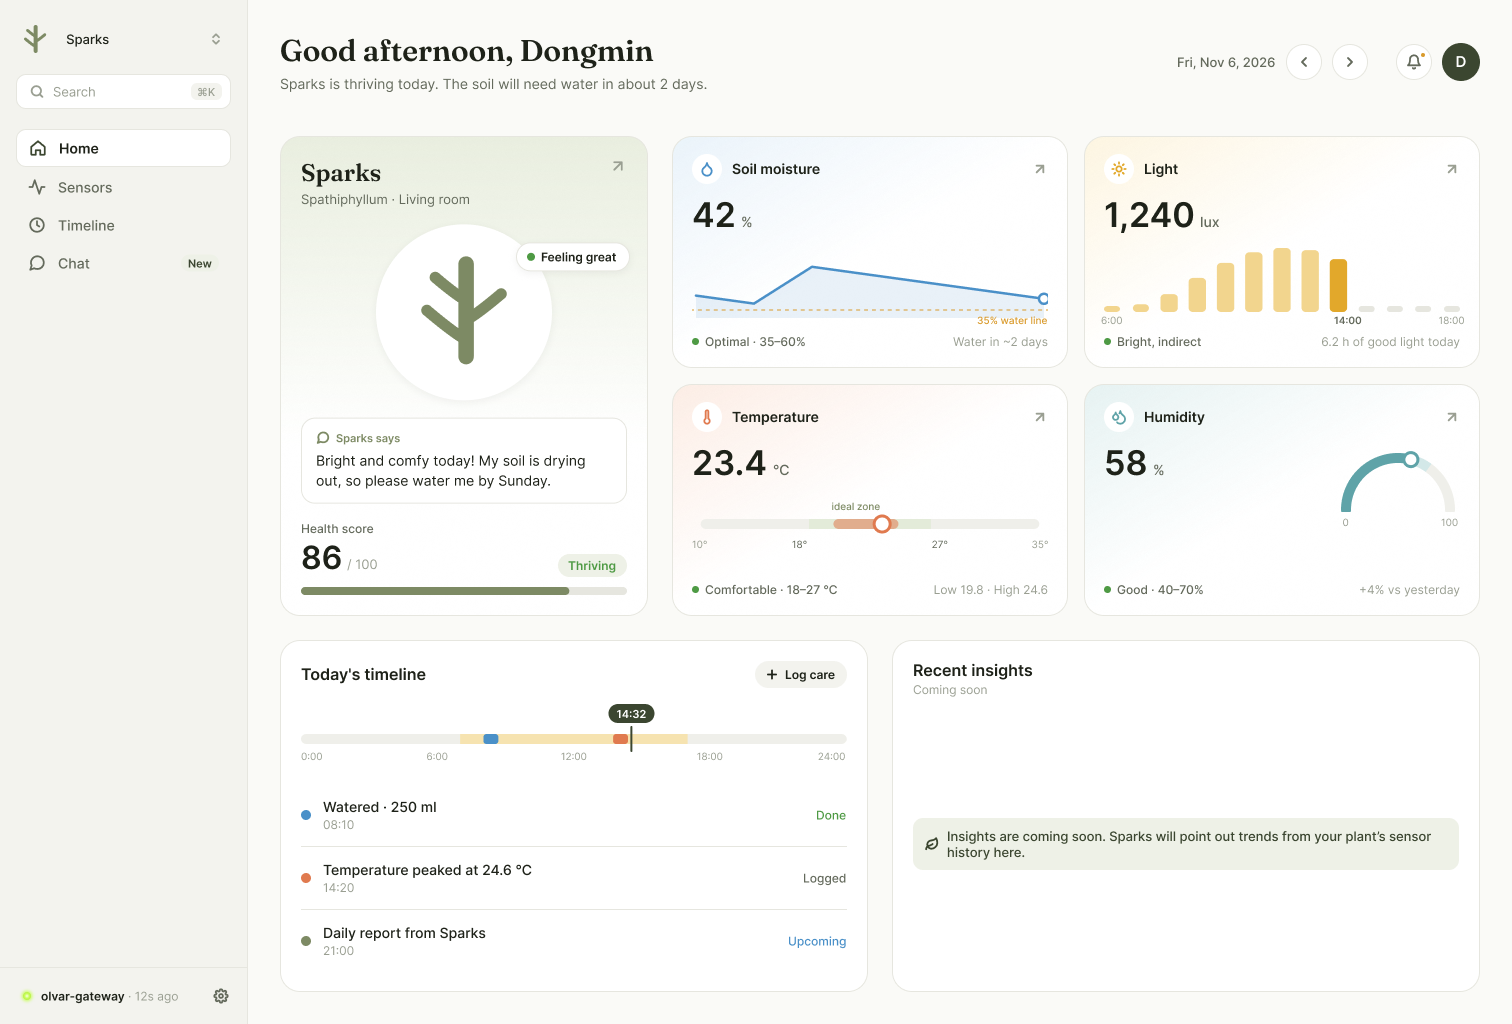 Sparks
Search
⌘K
Home
Sensors
Timeline
Chat
New
olvar-gateway · 12s ago
Good afternoon, Dongmin
Sparks is thriving today. The soil will need water in about 2 days.
Fri, Nov 6, 2026
D
Sparks
Spathiphyllum · Living room
Feeling great
Sparks says
Bright and comfy today! My soil is drying
out, so please water me by Sunday.
Health score
86 / 100
Thriving
Soil moisture
42 %
35% water line
Optimal · 35–60%
Water in ~2 days
Light
1,240 lux
6:00
14:00
18:00
Bright, indirect
6.2 h of good light today
Temperature
23.4 °C
ideal zone
10°
18°
27°
35°
Comfortable · 18–27 °C
Low 19.8 · High 24.6
Humidity
58 %
0
100
Good · 40–70%
+4% vs yesterday
Today's timeline
Log care
14:32
0:00
6:00
12:00
18:00
24:00
Watered · 250 ml
08:10
Done
Temperature peaked at 24.6 °C
14:20
Logged
Daily report from Sparks
21:00
Upcoming
Recent insights
Coming soon
Insights are coming soon. Sparks will point out trends from your plant’s sensor
history here.